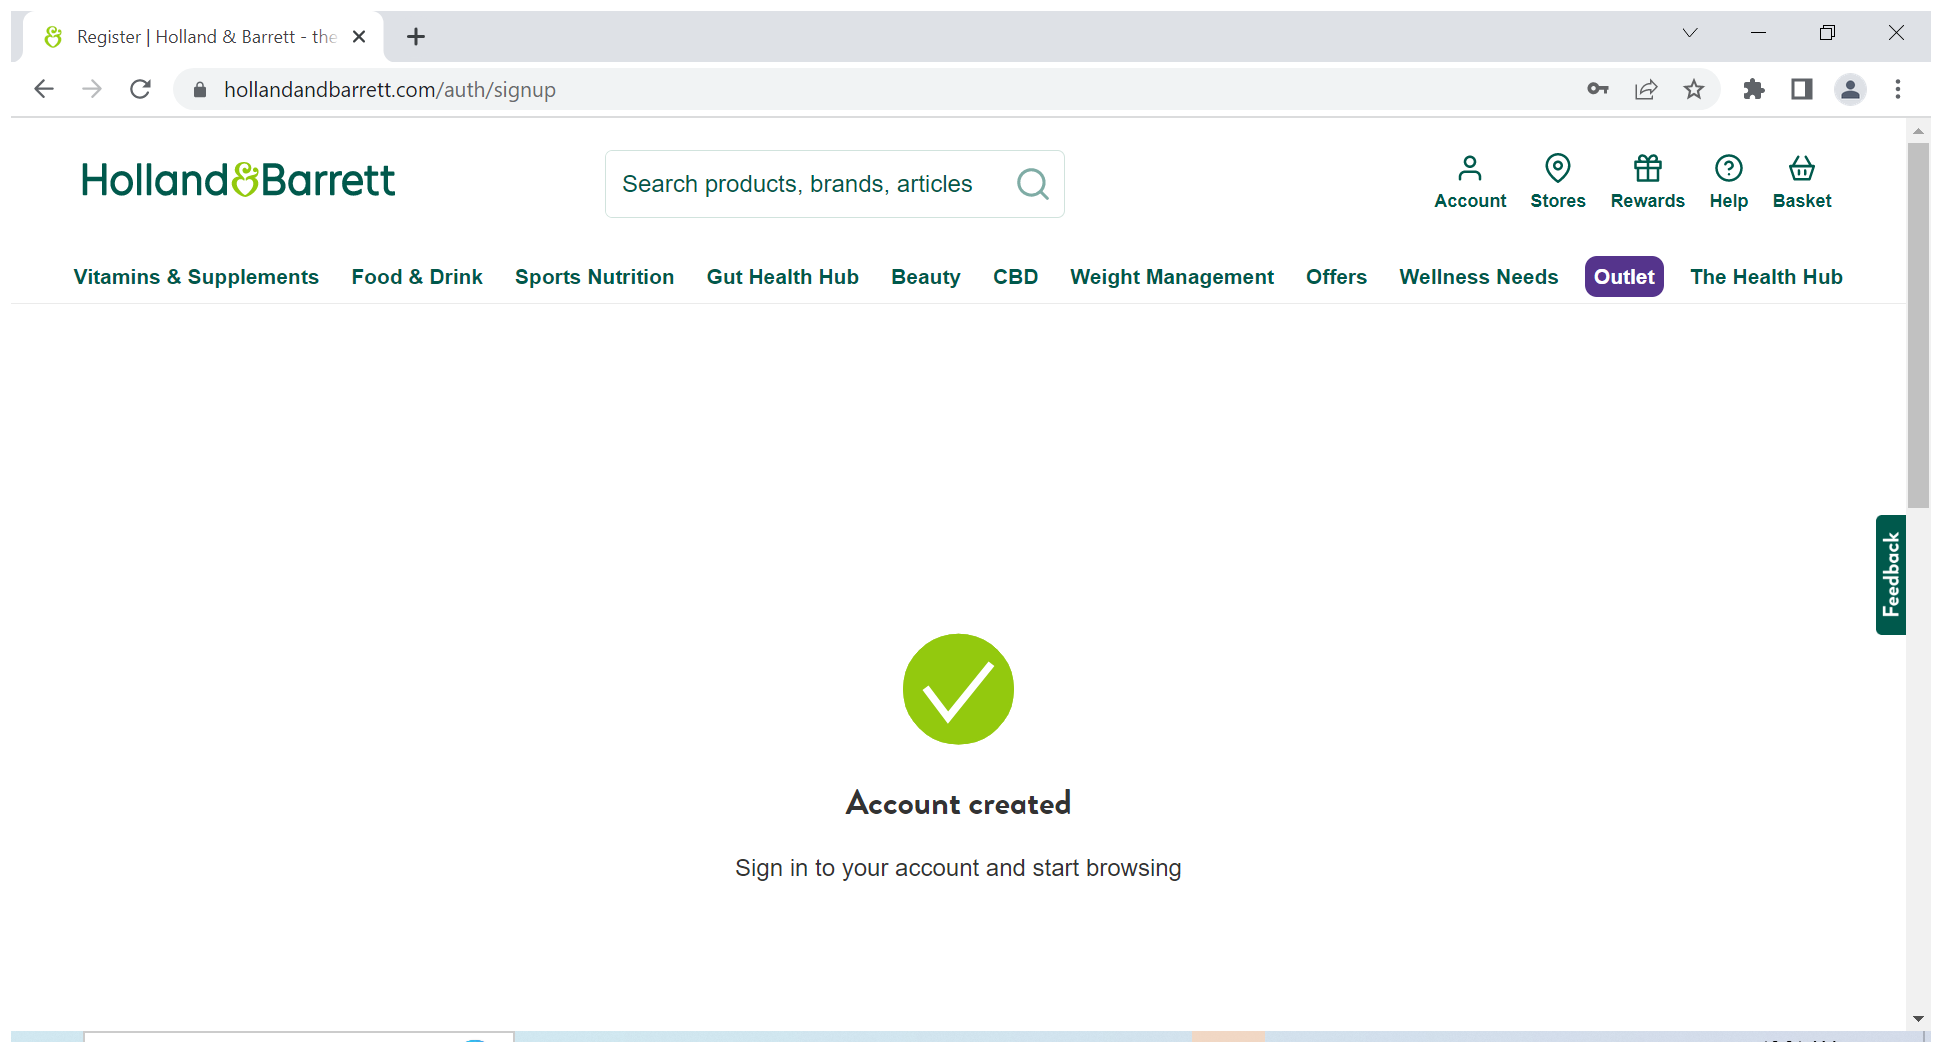 Register | Holland & Barrett - the
hollandandbarrett.com/auth/signup
Holland&Barrett
Search products, brands, articles
Account Stores Rewards Help Basket
Vitamins & Supplements Food & Drink Sports Nutrition Gut Health Hub Beauty CBD Weight Management Offers Wellness Needs Outlet The Health Hub
Feedback
Account created
Sign in to your account and start browsing